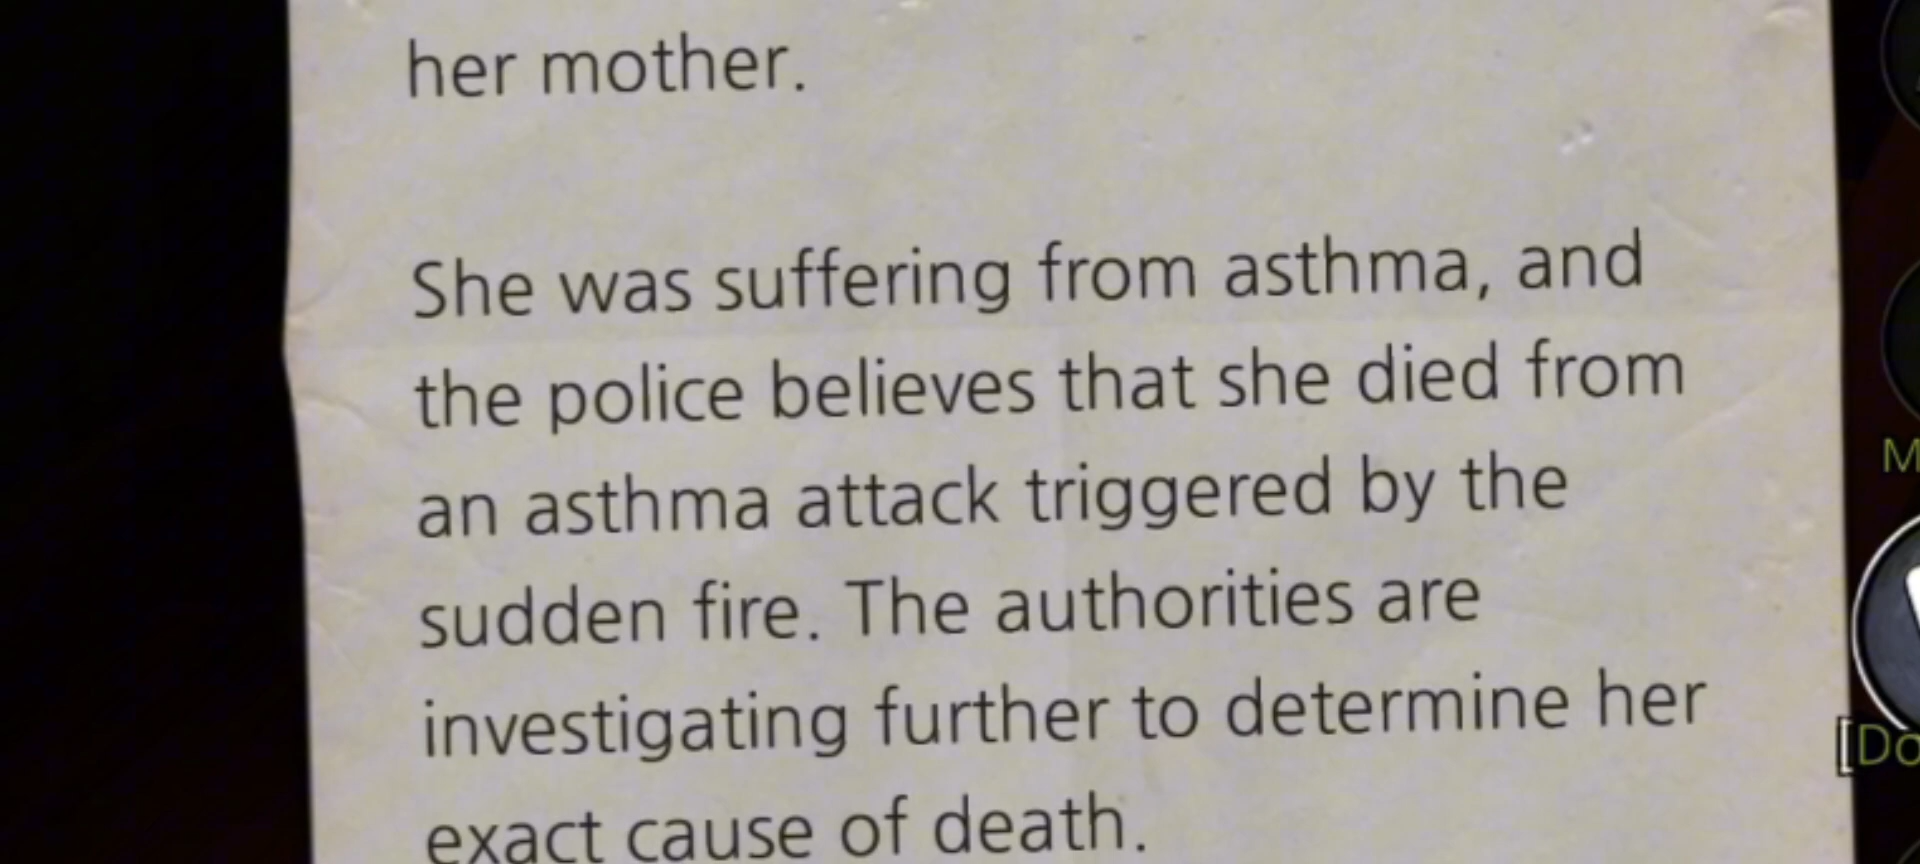 her mother.
She was suffering from asthma, and
the police believes that she died from
an asthma attack triggered by the
sudden fire. The authorities are
investigating further to determine her
exact cause of death.
[Do